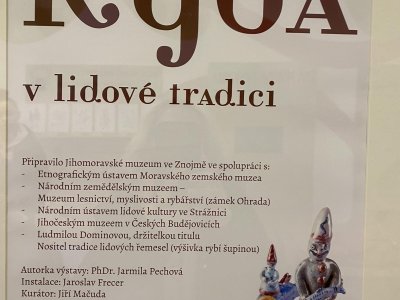 Ryba
v lidové tradici
Připravilo Jihomoravské muzeum ve Znojmě ve spolupráci s:
- Etnografickým ústavem Moravského zemského muzea
- Národním zemědělským muzeem –
Muzeum lesnictví, myslivosti a rybářství (zámek Ohrada)
- Národním ústavem lidové kultury ve Strážnici
- Jihočeským muzeem v Českých Budějovicích
- Ludmilou Dominovou, držitelkou titulu
Nositel tradice lidových řemesel (výšivka rybí šupinou)
Autorka výstavy: PhDr. Jarmila Pechová
Instalace: Jaroslav Frecer
Kurátor: Jiří Mačuda